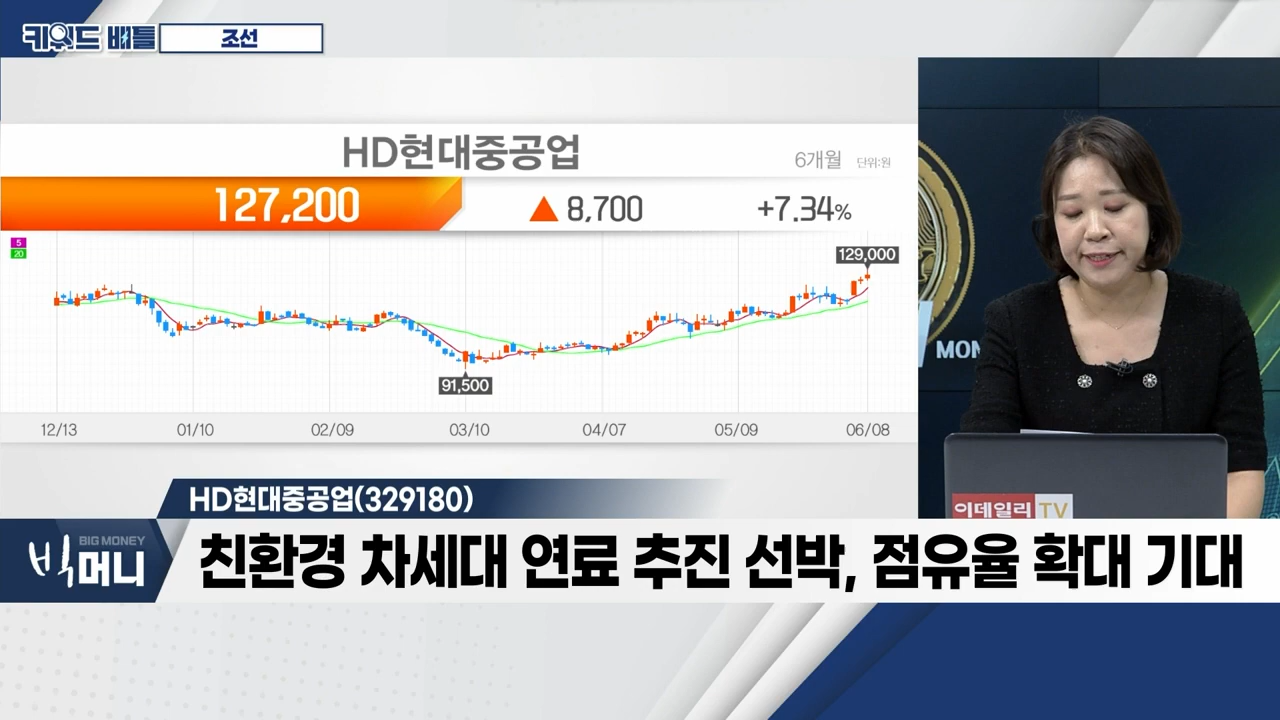 키워드 배틀
조선
HD현대중공업
6개월 단위:원
127,200 ▲ 8,700 +7.34%
5
20
129,000
91,500
12/13 01/10 02/09 03/10 04/07 05/09 06/08
MON
이데일리TV
HD현대중공업(329180)
BIG MONEY
빅머니
친환경 차세대 연료 추진 선박, 점유율 확대 기대